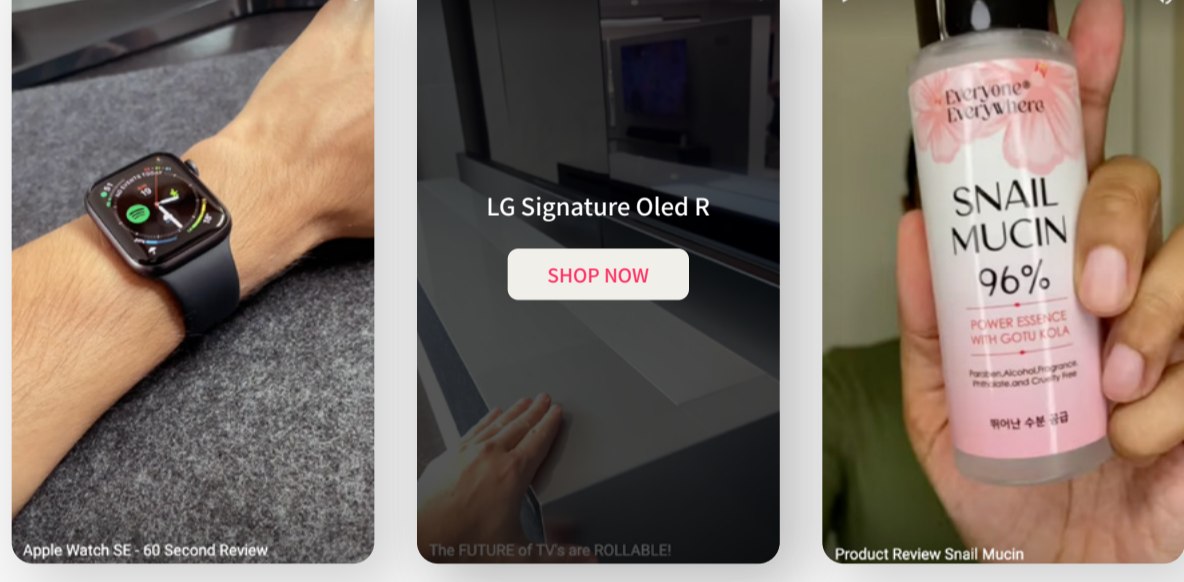 Apple Watch SE - 60 Second Review
LG Signature Oled R
SHOP NOW
The FUTURE of TV's are ROLLABLE!
Everyone®
Everywhere
SNAIL
MUCIN
96%
POWER ESSENCE
WITH GOTU KOLA
Paraben,Alcohol,Fragrance,
Phthalate,and Cruelty Free
뛰어난 수분 공급
Product Review Snail Mucin